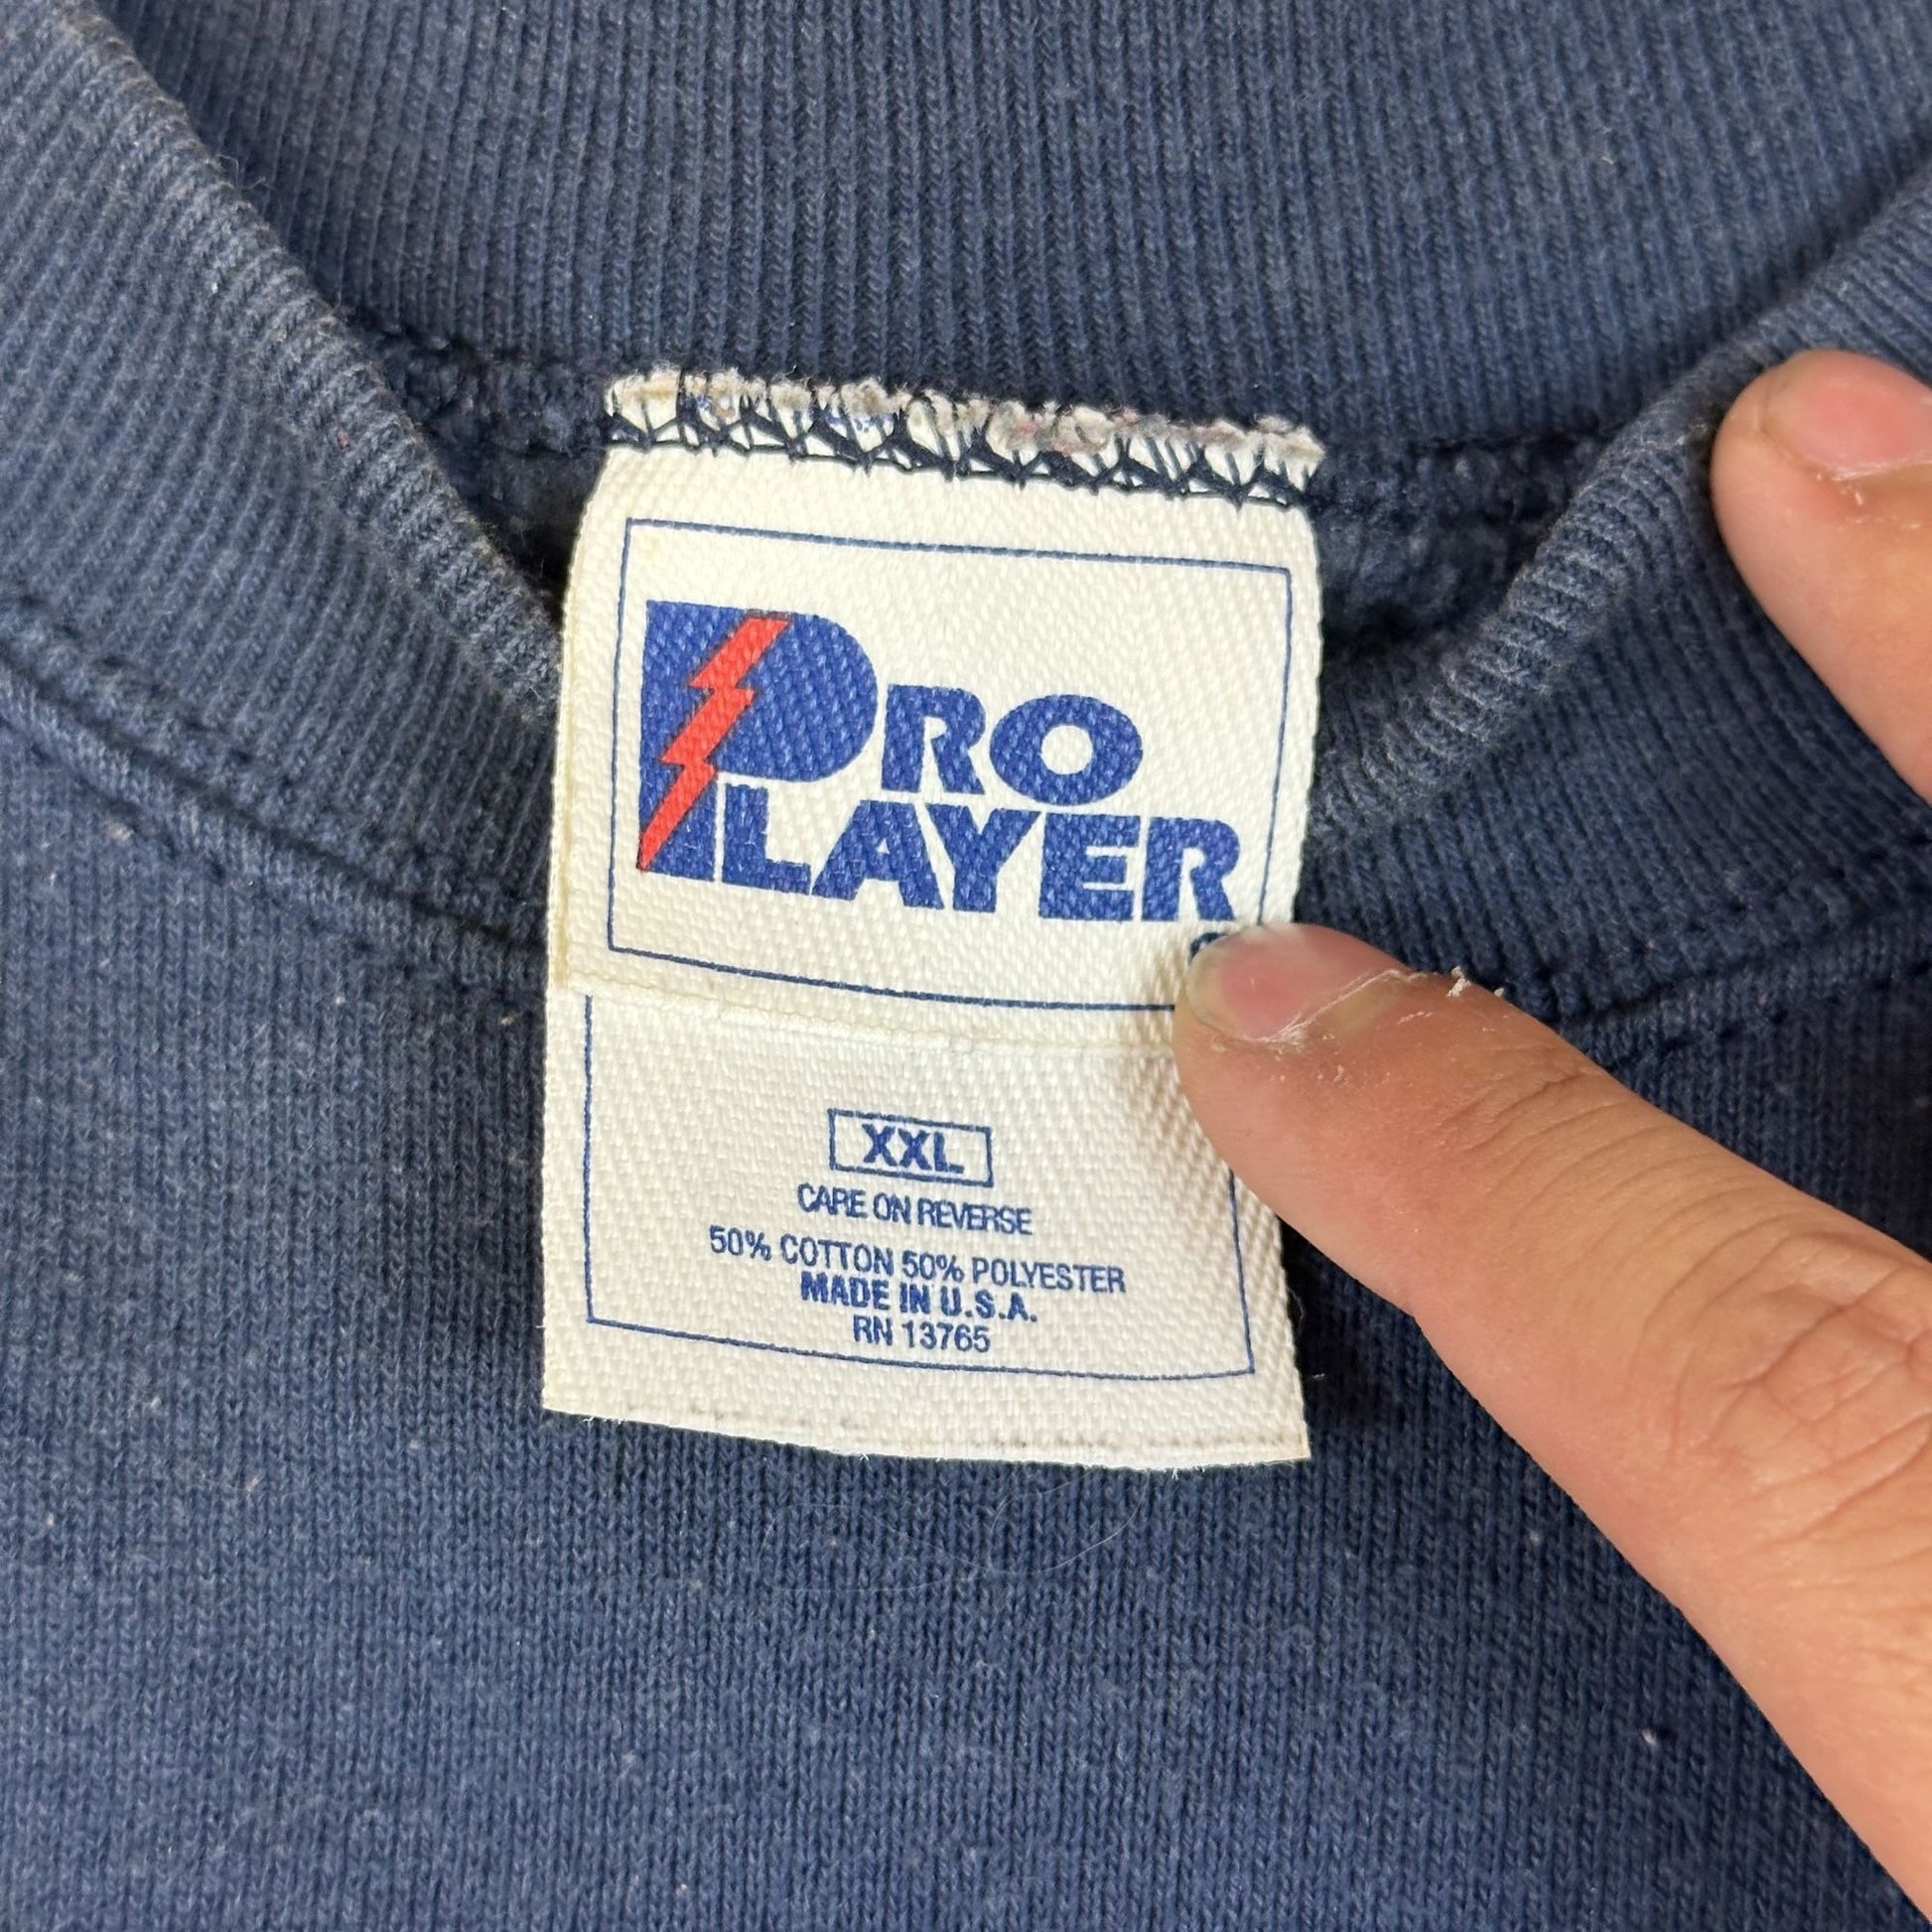 PRO
PLAYER
XXL
CARE ON REVERSE
50% COTTON 50% POLYESTER
MADE IN U.S.A.
RN 13765